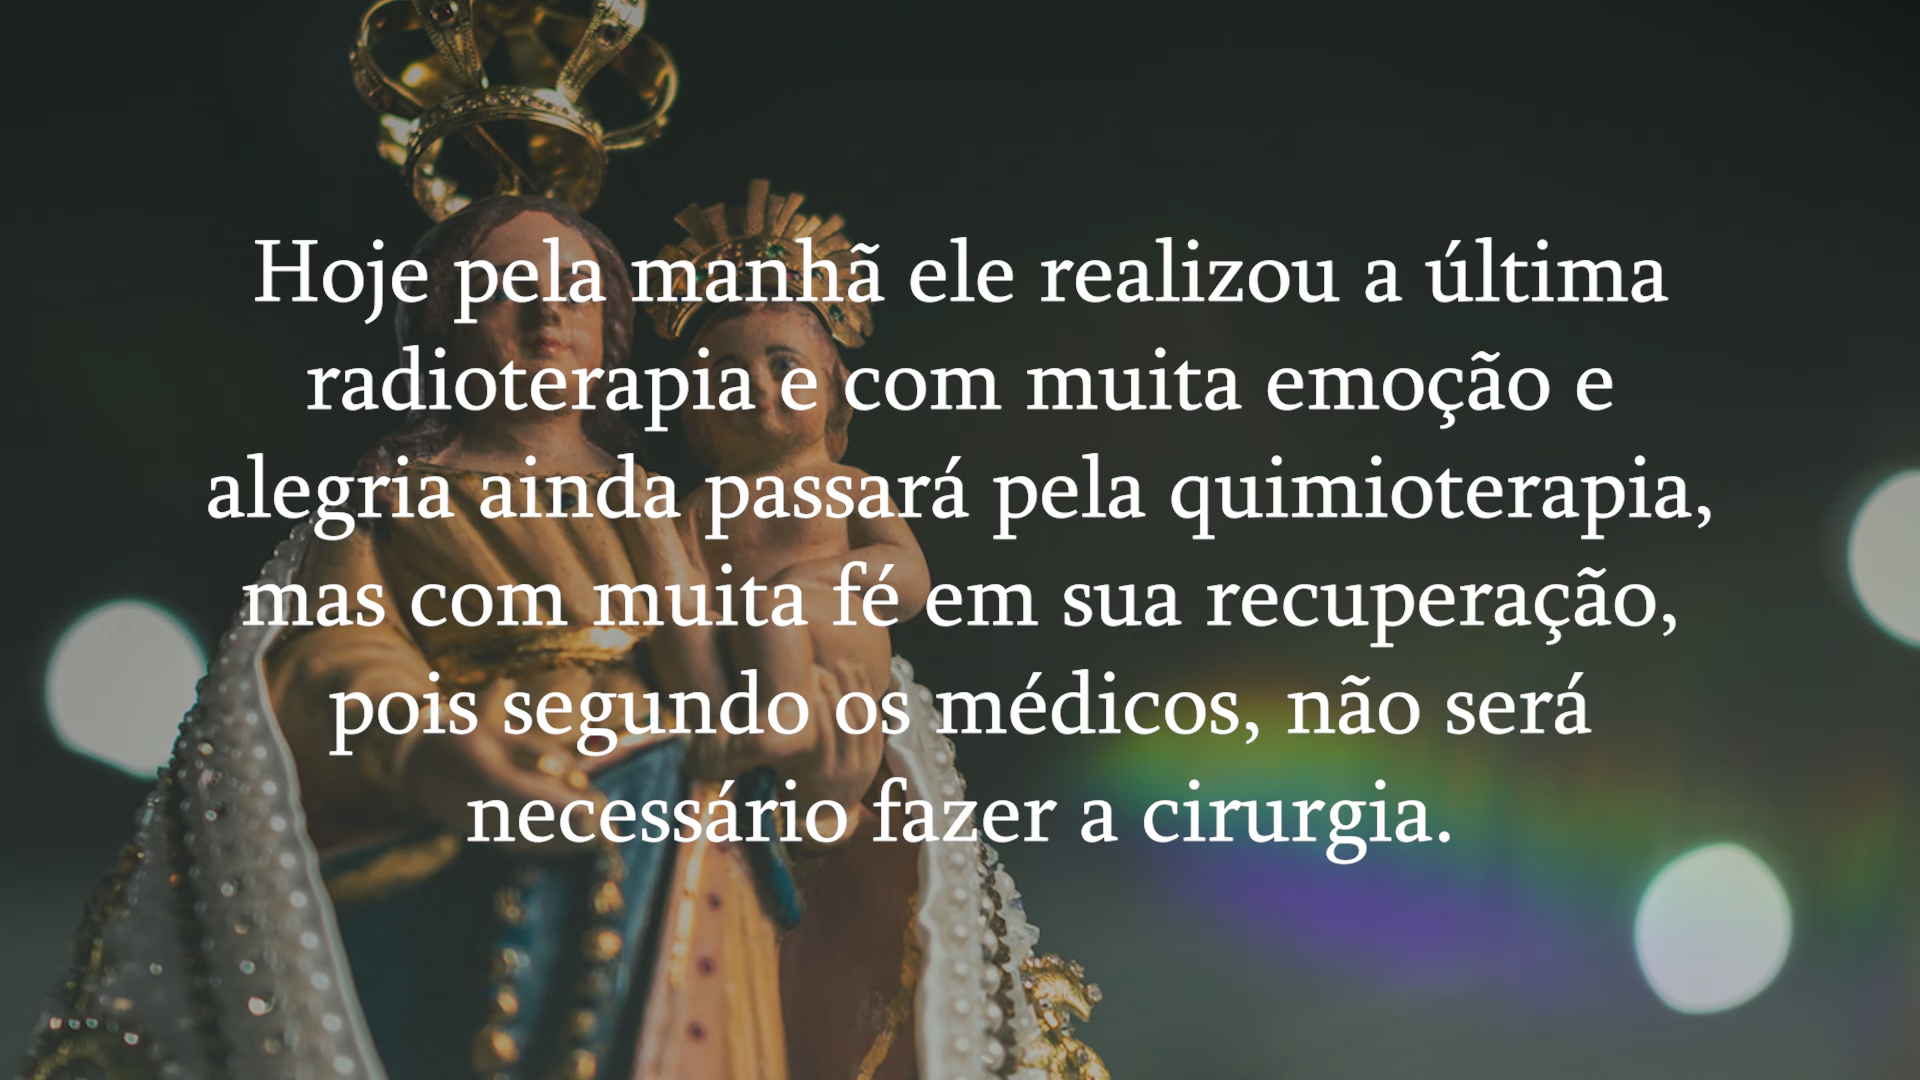 Hoje pela manhã ele realizou a última
radioterapia e com muita emoção e
alegria ainda passará pela quimioterapia,
mas com muita fé em sua recuperação,
pois segundo os médicos, não será
necessário fazer a cirurgia.